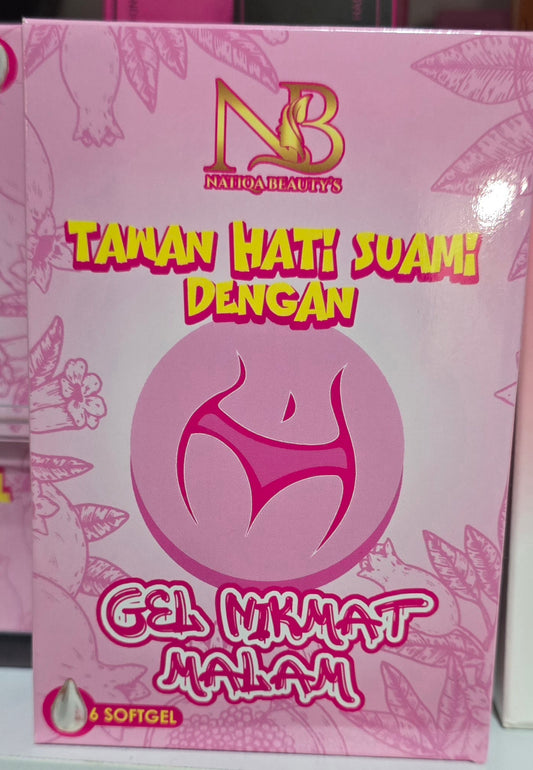 NB
NATIQA BEAUTY'S
TAWAN HATI SUAMI
DENGAN
GEL NIKMAT
MALAM
6 SOFTGEL